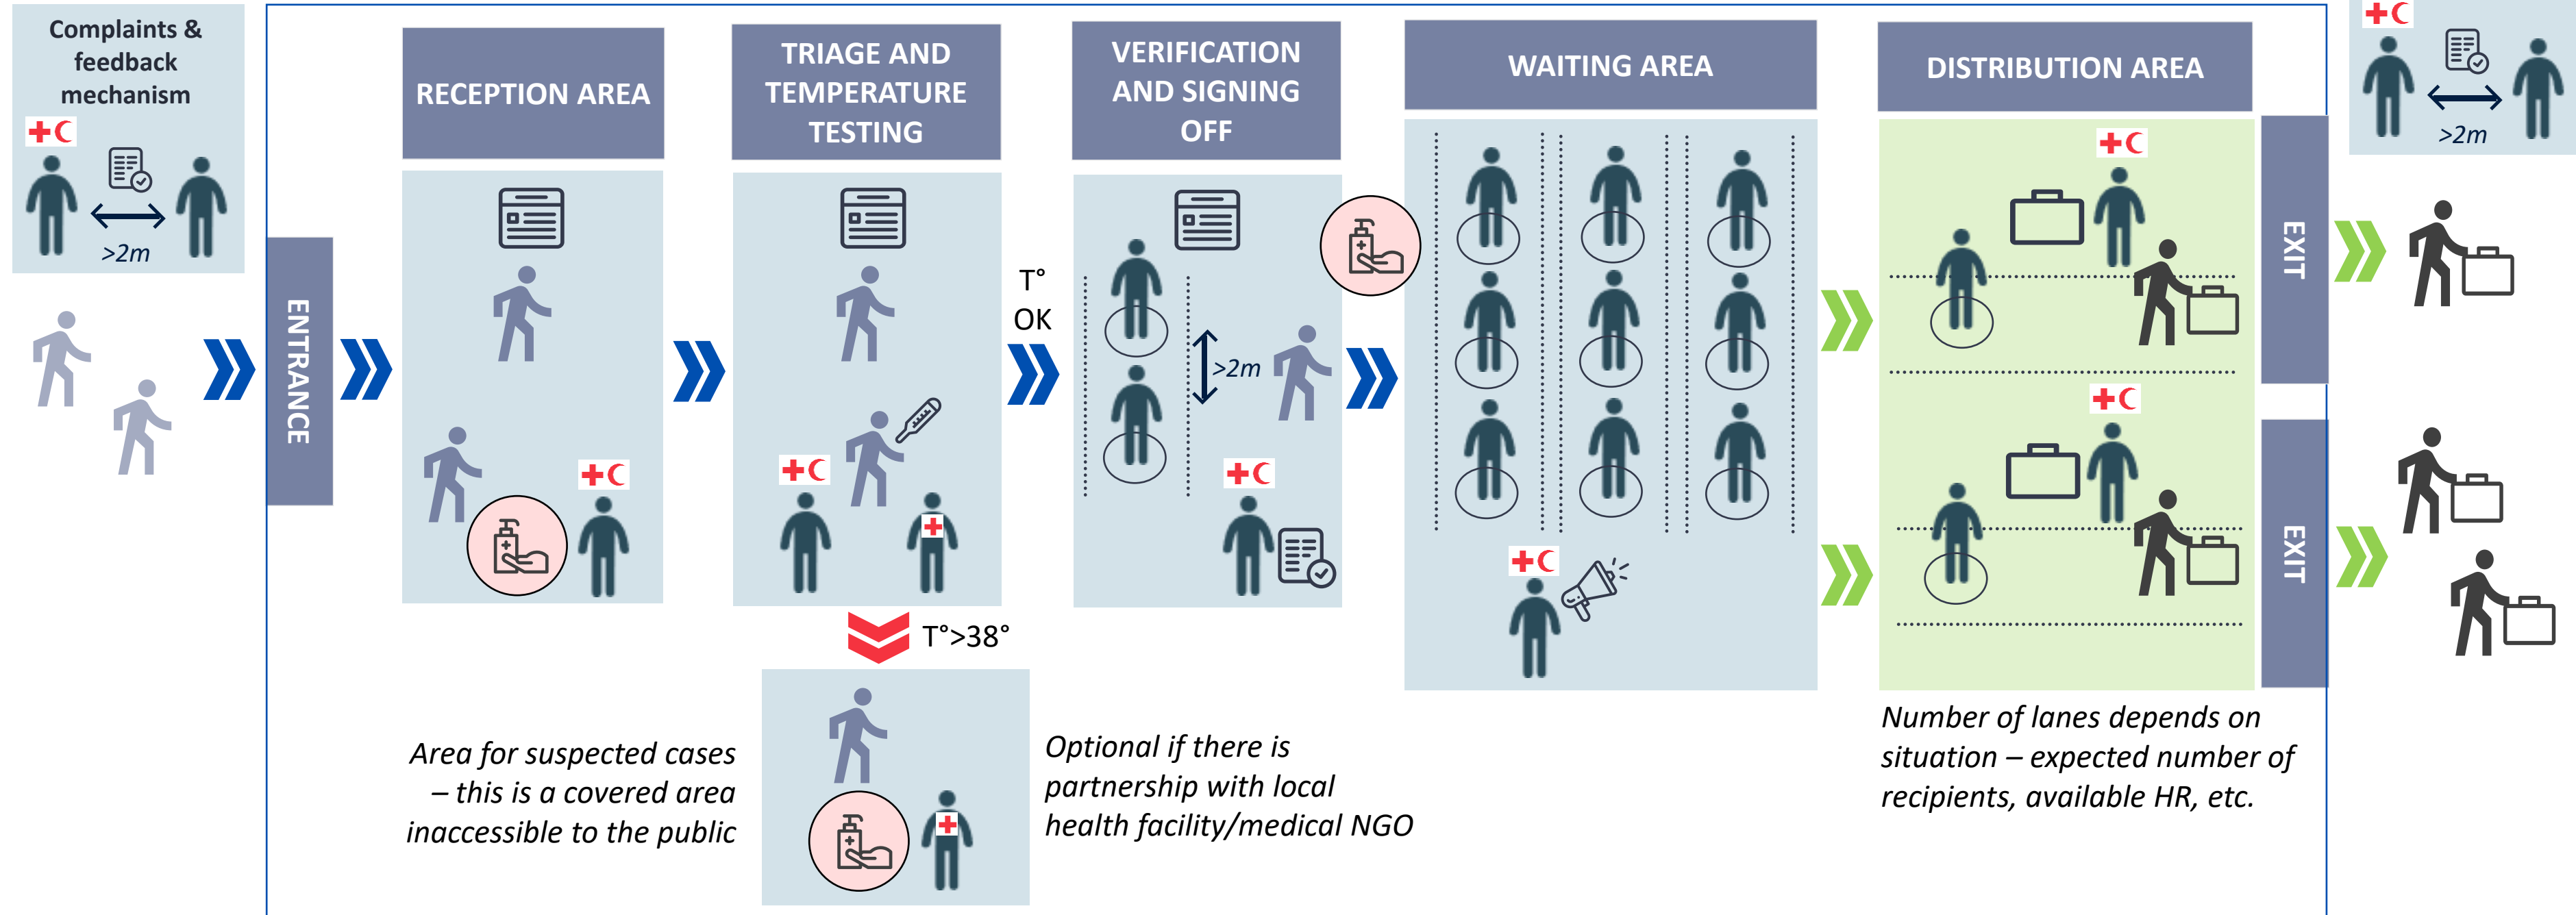 Complaints &
feedback
mechanism
>2m
ENTRANCE
RECEPTION AREA
TRIAGE AND
TEMPERATURE
TESTING
T°
OK
T°>38°
Area for suspected cases
– this is a covered area
inaccessible to the public
Optional if there is
partnership with local
health facility/medical NGO
VERIFICATION
AND SIGNING
OFF
>2m
WAITING AREA
DISTRIBUTION AREA
Number of lanes depends on
situation – expected number of
recipients, available HR, etc.
EXIT
EXIT
>2m